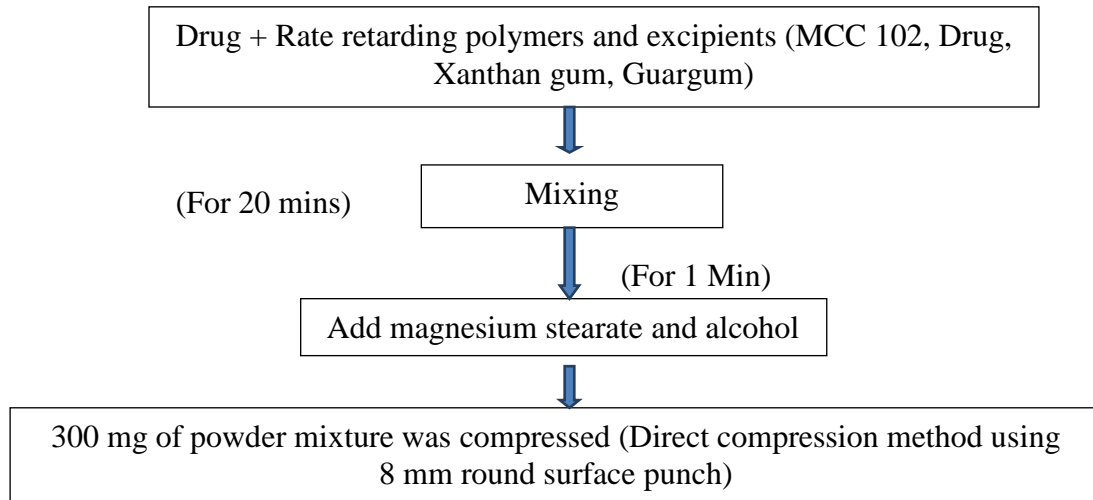 Drug + Rate retarding polymers and excipients (MCC 102, Drug,
Xanthan gum, Guargum)
(For 20 mins)
Mixing
(For 1 Min)
Add magnesium stearate and alcohol
300 mg of powder mixture was compressed (Direct compression method using
8 mm round surface punch)